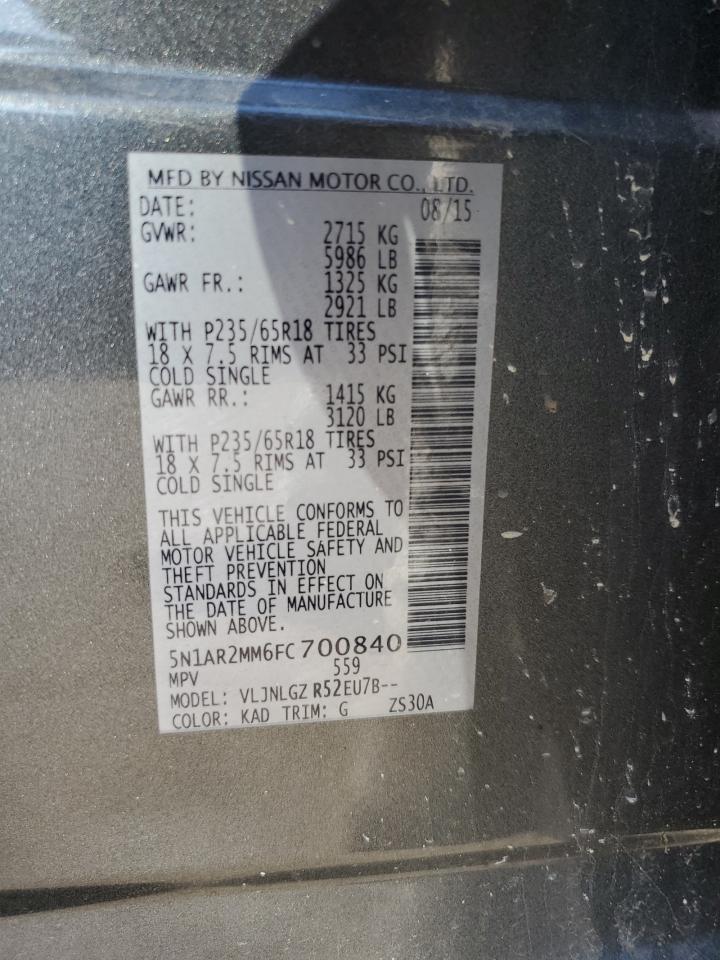 MFD BY NISSAN MOTOR CO., LTD.
DATE: 08/15
GVWR: 2715 KG
5986 LB
GAWR FR.: 1325 KG
2921 LB
WITH P235/65R18 TIRES
18 X 7.5 RIMS AT 33 PSI
COLD SINGLE
GAWR RR.: 1415 KG
3120 LB
WITH P235/65R18 TIRES
18 X 7.5 RIMS AT 33 PSI
COLD SINGLE
THIS VEHICLE CONFORMS TO
ALL APPLICABLE FEDERAL
MOTOR VEHICLE SAFETY AND
THEFT PREVENTION
STANDARDS IN EFFECT ON
THE DATE OF MANUFACTURE
SHOWN ABOVE.
5N1AR2MM6FC700840
MPV 559
MODEL: VLJNLGZ R52EU7B--
COLOR: KAD TRIM: G ZS30A